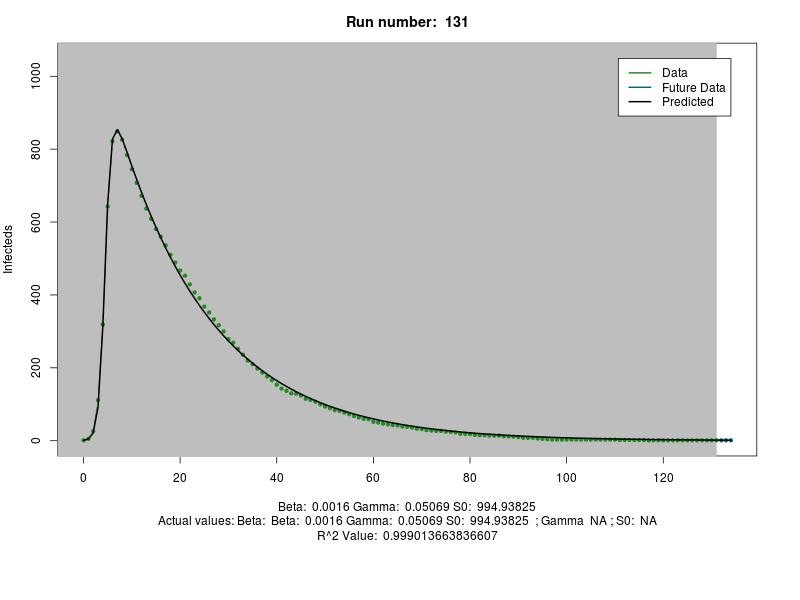 Run number: 131
1000
800
600
400
200
0
Infecteds
Data
Future Data
Predicted
0 20 40 60 80 100 120
Beta: 0.0016 Gamma: 0.05069 S0: 994.93825
Actual values: Beta: Beta: 0.0016 Gamma: 0.05069 S0: 994.93825 ; Gamma NA ; S0: NA
R^2 Value: 0.999013663836607